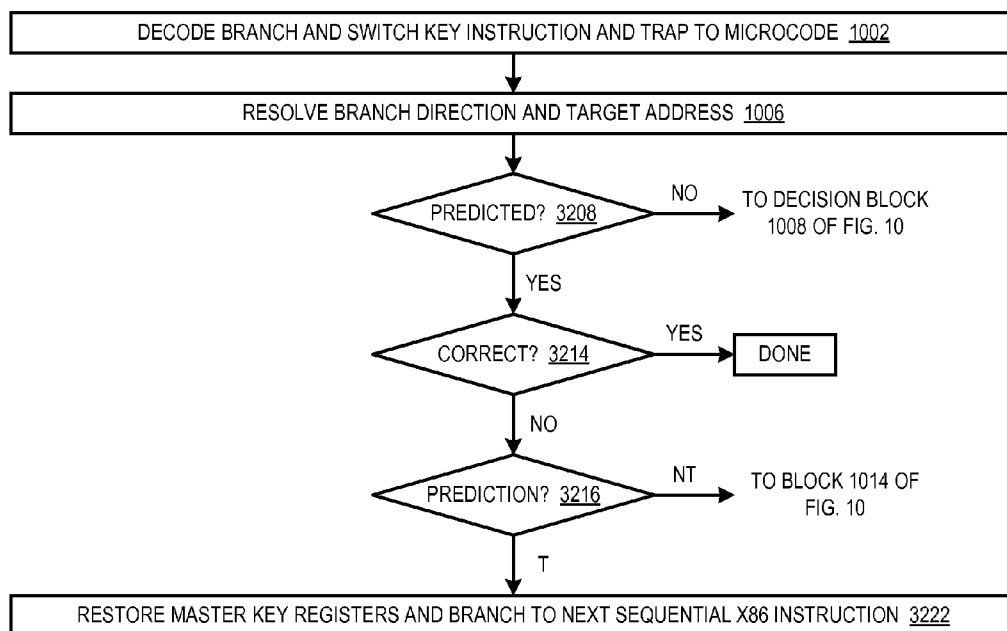 DECODE BRANCH AND SWITCH KEY INSTRUCTION AND TRAP TO MICROCODE 1002
RESOLVE BRANCH DIRECTION AND TARGET ADDRESS 1006
PREDICTED? 3208
NO
TO DECISION BLOCK
1008 OF FIG. 10
YES
CORRECT? 3214
YES
DONE
NO
PREDICTION? 3216
NT
TO BLOCK 1014 OF
FIG. 10
T
RESTORE MASTER KEY REGISTERS AND BRANCH TO NEXT SEQUENTIAL X86 INSTRUCTION 3222